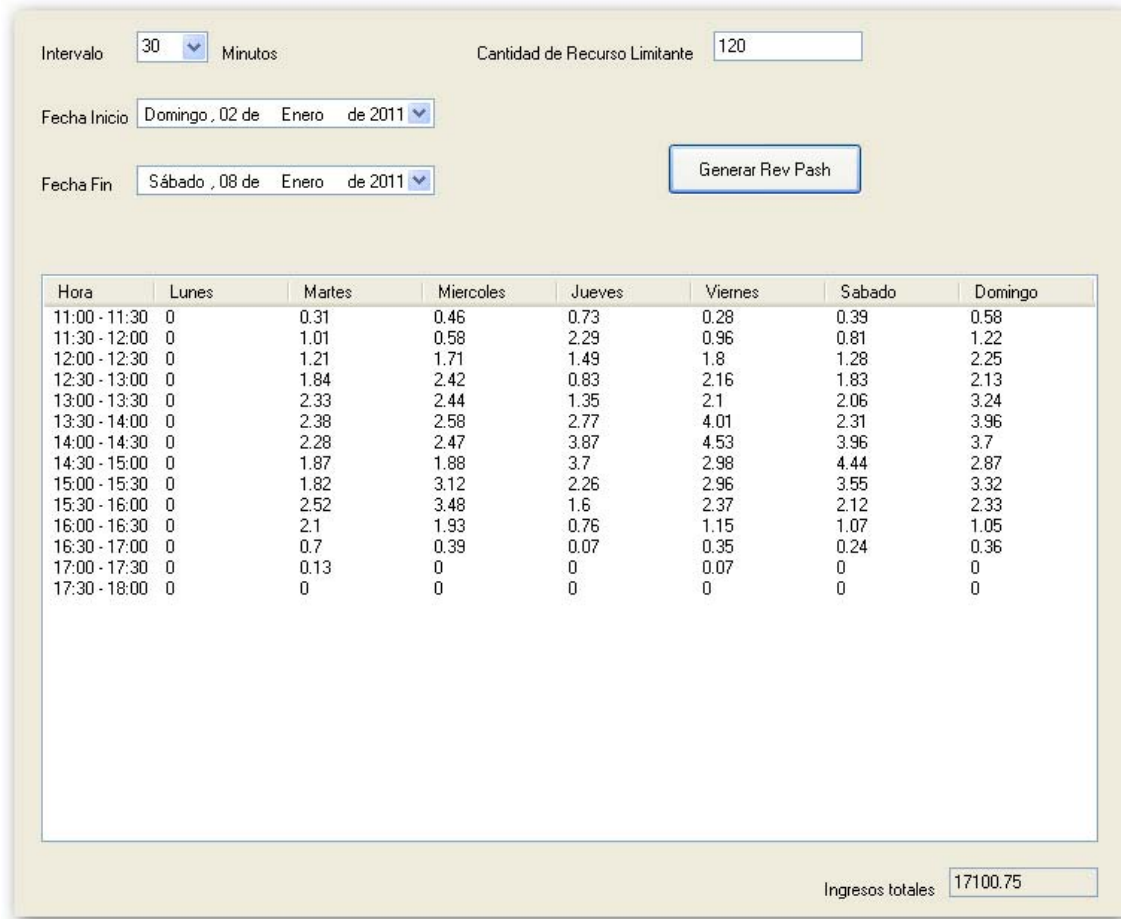 Intervalo 30 Minutos Cantidad de Recurso Limitante 120
Fecha Inicio Domingo , 02 de Enero de 2011
Generar Rev Pash
Fecha Fin Sábado , 08 de Enero de 2011
Hora Lunes Martes Miercoles Jueves Viernes Sabado Domingo
11:00 - 11:30 0 0.31 0.46 0.73 0.28 0.39 0.58
11:30 - 12:00 0 1.01 0.58 2.29 0.96 0.81 1.22
12:00 - 12:30 0 1.21 1.71 1.49 1.8 1.28 2.25
12:30 - 13:00 0 1.84 2.42 0.83 2.16 1.83 2.13
13:00 - 13:30 0 2.33 2.44 1.35 2.1 2.06 3.24
13:30 - 14:00 0 2.38 2.58 2.77 4.01 2.31 3.96
14:00 - 14:30 0 2.28 2.47 3.87 4.53 3.96 3.7
14:30 - 15:00 0 1.87 1.88 3.7 2.98 4.44 2.87
15:00 - 15:30 0 1.82 3.12 2.26 2.96 3.55 3.32
15:30 - 16:00 0 2.52 3.48 1.6 2.37 2.12 2.33
16:00 - 16:30 0 2.1 1.93 0.76 1.15 1.07 1.05
16:30 - 17:00 0 0.7 0.39 0.07 0.35 0.24 0.36
17:00 - 17:30 0 0.13 0 0 0.07 0 0
17:30 - 18:00 0 0 0 0 0 0 0
Ingresos totales 17100.75